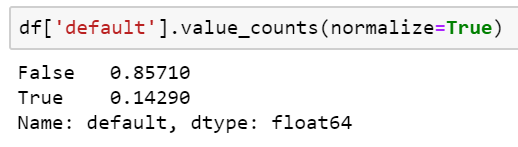 df['default'].value_counts(normalize=True)
False    0.85710
True     0.14290
Name: default, dtype: float64